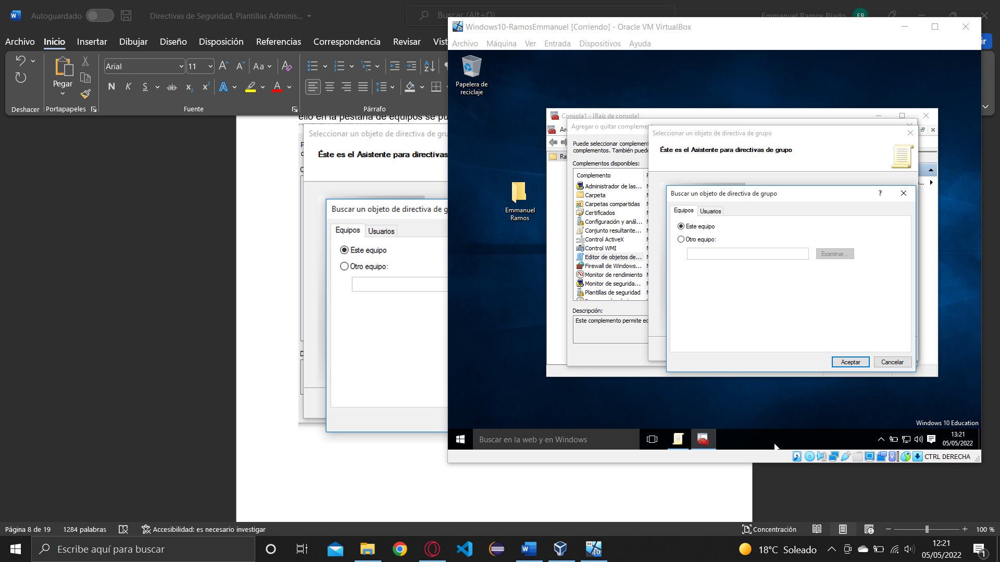 Autoguardado
Directivas de Seguridad, Plantillas Adminis...
Buscar (Alt+Q)
Emmanuel Ramos Biado
ER
Archivo Inicio Insertar Dibujar Diseño Disposición Referencias Correspondencia Revisar Vist
ir
Pegar
Arial 11
Aa
N K S ab x₂ x² A A
Deshacer Portapapeles Fuente Párrafo
ello en la pestaña de equipos se pu
Seleccionar un objeto de directiva de gru
Éste es el Asistente para directivas
Buscar un objeto de directiva de g
Equipos Usuarios
Este equipo
Otro equipo:
Windows10-RamosEmmanuel [Corriendo] - Oracle VM VirtualBox
Archivo Máquina Ver Entrada Dispositivos Ayuda
Papelera de
reciclaje
Emmanuel
Ramos
Consola1 - [Raíz de consola]
Ar
Ra
Agregar o quitar compleme
Puede seleccionar complement
complementos. También puede
Complementos disponibles:
Complemento
Administrador de las...
Carpeta
Carpetas compartidas
Certificados
Configuración y anál...
Conjunto resultante...
Control ActiveX
Control WMI
Editor de objetos de...
Firewall de Windows...
Monitor de rendimiento
Monitor de segurida...
Plantillas de seguridad
Descripción:
Este complemento permite ed
Seleccionar un objeto de directiva de grupo
Éste es el Asistente para directivas de grupo
Buscar un objeto de directiva de grupo
?
Equipos Usuarios
Este equipo
Otro equipo:
Examinar...
Aceptar Cancelar
Windows 10 Education
Buscar en la web y en Windows
13:21
05/05/2022
CTRL DERECHA
Página 8 de 19 1284 palabras Accesibilidad: es necesario investigar
Concentración
100 %
Escribe aquí para buscar
18°C Soleado
12:21
05/05/2022
1